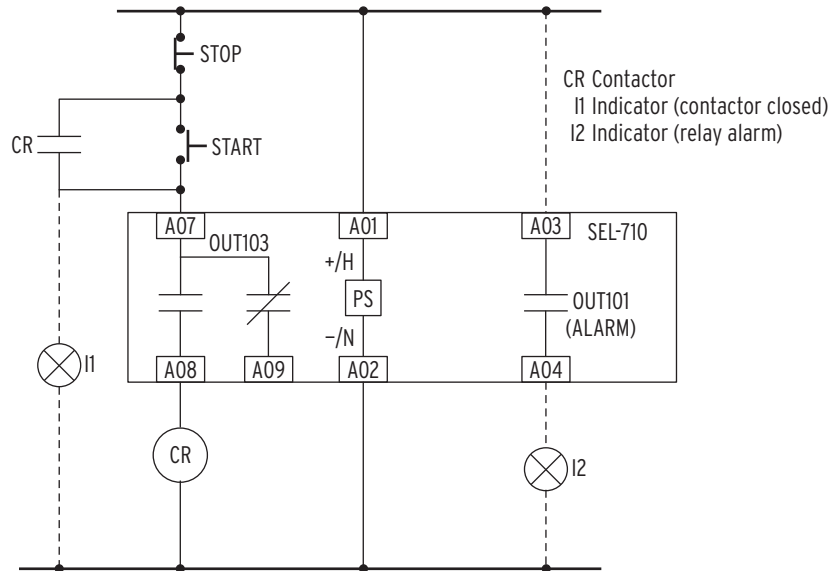 STOP
CR Contactor
I1 Indicator (contactor closed)
I2 Indicator (relay alarm)
CR
START
A07
A01
A03
SEL-710
OUT103
+/H
PS
OUT101
(ALARM)
–/N
A08
A09
A02
A04
I1
CR
I2